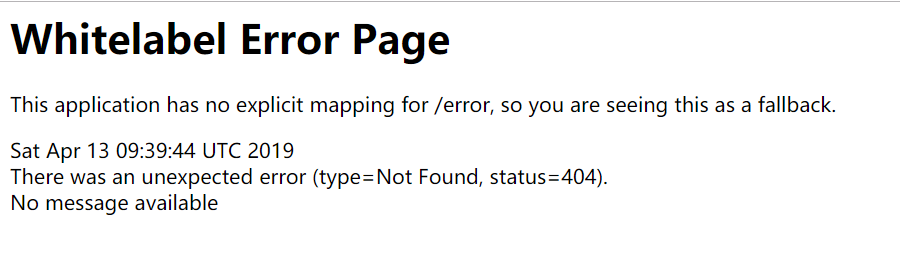 Whitelabel Error Page
This application has no explicit mapping for /error, so you are seeing this as a fallback.
Sat Apr 13 09:39:44 UTC 2019
There was an unexpected error (type=Not Found, status=404).
No message available